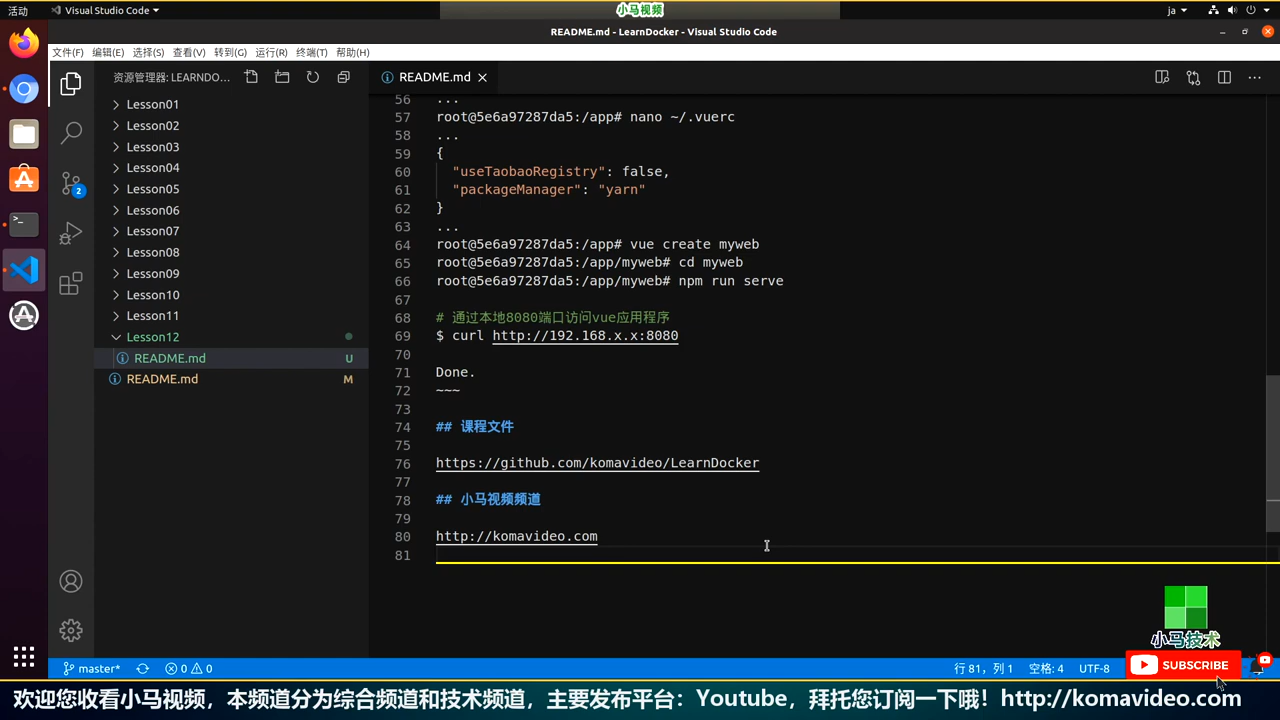 活动
Visual Studio Code
小马视频
ja
README.md - LearnDocker - Visual Studio Code
文件(F) 编辑(E) 选择(S) 查看(V) 转到(G) 运行(R) 终端(T) 帮助(H)
资源管理器: LEARNDO...
README.md
Lesson01
Lesson02
Lesson03
Lesson04
Lesson05
Lesson06
Lesson07
Lesson08
Lesson09
Lesson10
Lesson11
Lesson12
README.md U
README.md M
2
56 ...
57 root@5e6a97287da5:/app# nano ~/.vuerc
58 ...
59 {
60 "useTaobaoRegistry": false,
61 "packageManager": "yarn"
62 }
63 ...
64 root@5e6a97287da5:/app# vue create myweb
65 root@5e6a97287da5:/app/myweb# cd myweb
66 root@5e6a97287da5:/app/myweb# npm run serve
67
68 # 通过本地8080端口访问vue应用程序
69 $ curl http://192.168.x.x:8080
70
71 Done.
72 ~~~
73
74 ## 课程文件
75
76 https://github.com/komavideo/LearnDocker
77
78 ## 小马视频频道
79
80 http://komavideo.com
81
小马技术
SUBSCRIBE
master* 0 0 行 81，列 1 空格: 4 UTF-8
欢迎您收看小马视频，本频道分为综合频道和技术频道，主要发布平台：Youtube，拜托您订阅一下哦！http://komavideo.com